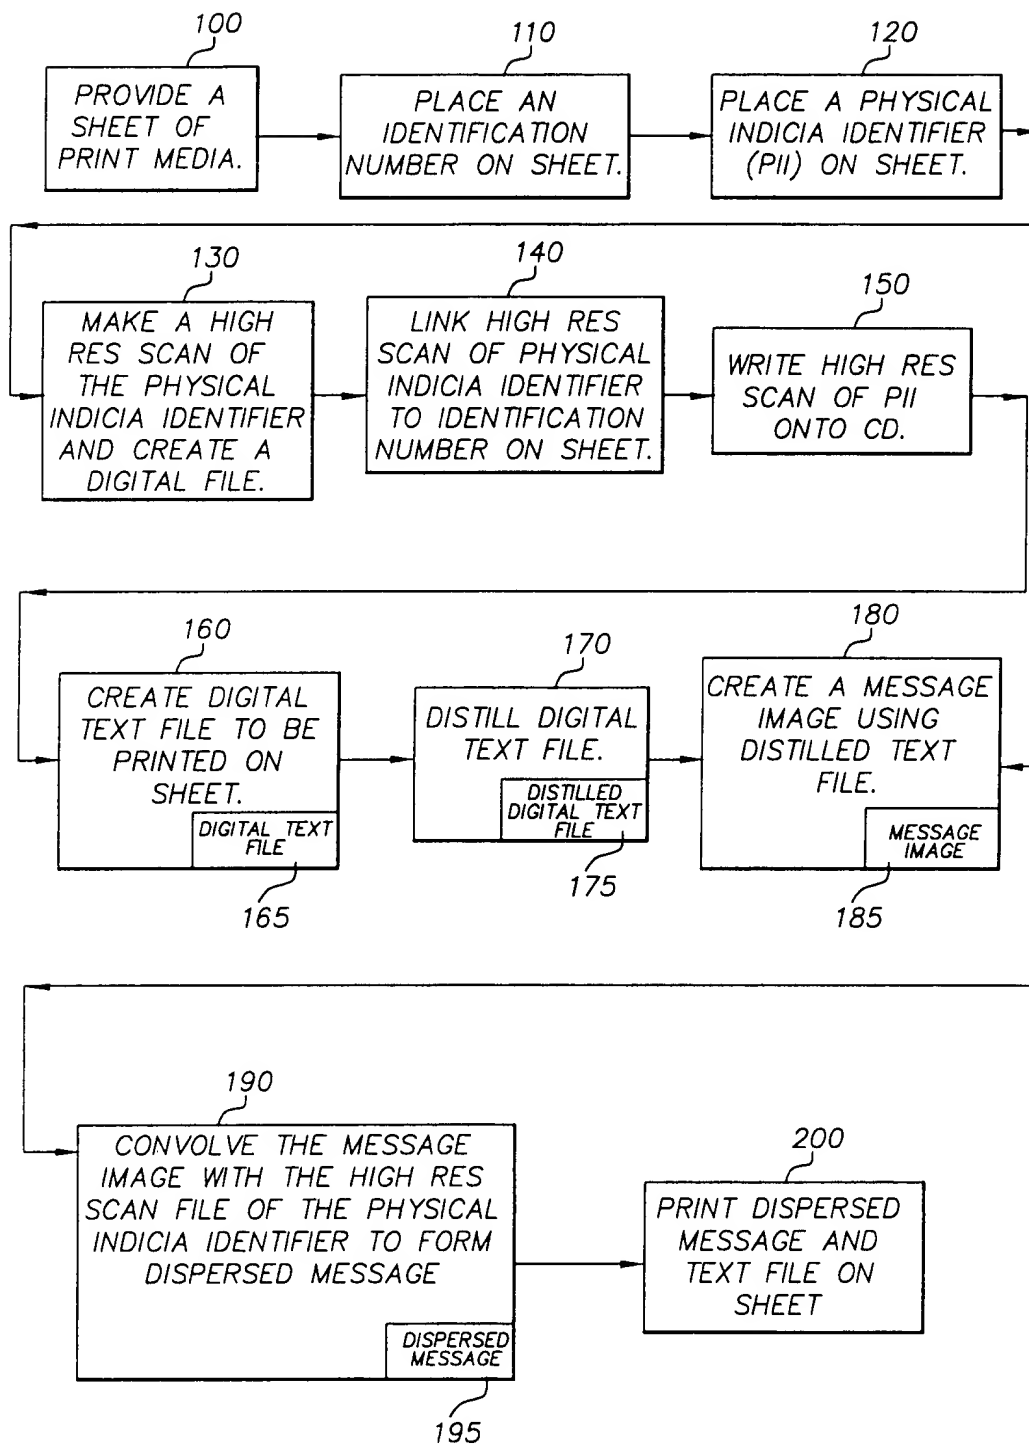 100
PROVIDE A
SHEET OF
PRINT MEDIA.
110
PLACE AN
IDENTIFICATION
NUMBER ON SHEET.
120
PLACE A PHYSICAL
INDICIA IDENTIFIER
(PII) ON SHEET.
130
MAKE A HIGH
RES SCAN OF
THE PHYSICAL
INDICIA IDENTIFIER
AND CREATE A
DIGITAL FILE.
140
LINK HIGH RES
SCAN OF PHYSICAL
INDICIA IDENTIFIER
TO IDENTIFICATION
NUMBER ON SHEET.
150
WRITE HIGH RES
SCAN OF PII
ONTO CD.
160
CREATE DIGITAL
TEXT FILE TO BE
PRINTED ON
SHEET.
DIGITAL TEXT
FILE
165
170
DISTILL DIGITAL
TEXT FILE.
DISTILLED
DIGITAL TEXT
FILE
175
180
CREATE A MESSAGE
IMAGE USING
DISTILLED TEXT
FILE.
MESSAGE
IMAGE
185
190
CONVOLVE THE MESSAGE
IMAGE WITH THE HIGH RES
SCAN FILE OF THE PHYSICAL
INDICIA IDENTIFIER TO FORM
DISPERSED MESSAGE
DISPERSED
MESSAGE
195
200
PRINT DISPERSED
MESSAGE AND
TEXT FILE ON
SHEET